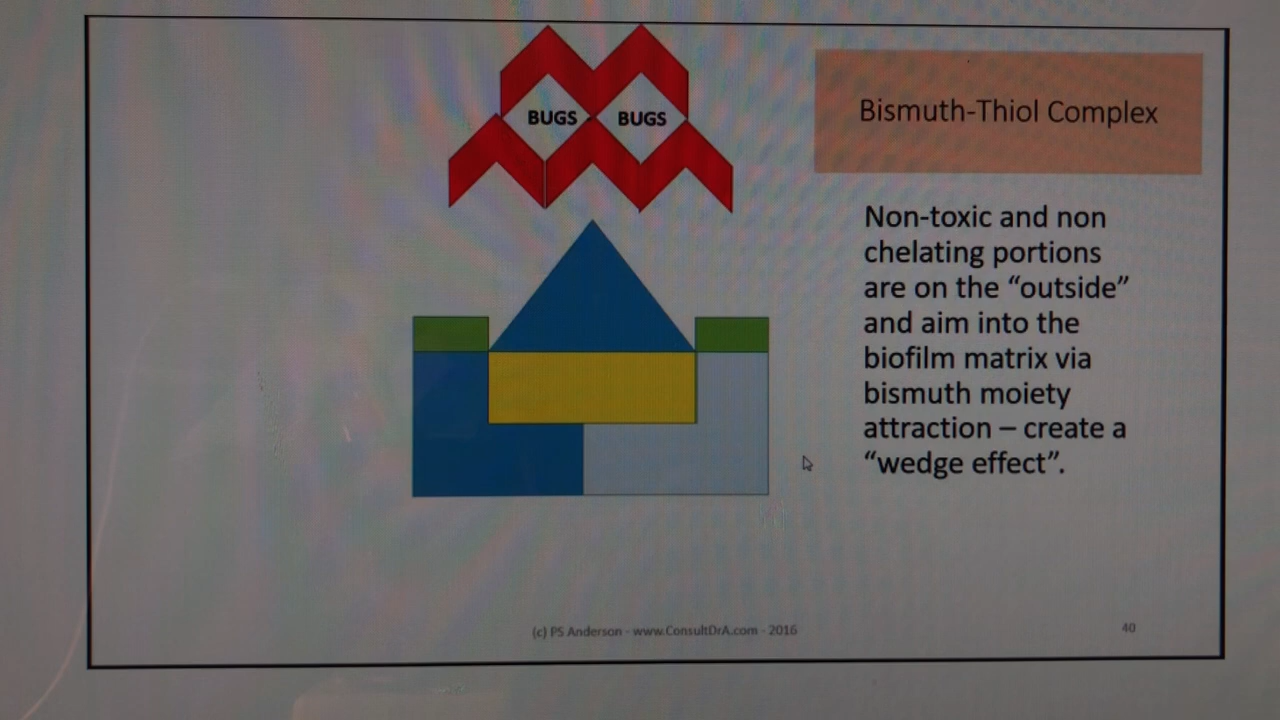 BUGS BUGS
Bismuth-Thiol Complex
Non-toxic and non
chelating portions
are on the “outside”
and aim into the
biofilm matrix via
bismuth moiety
attraction – create a
“wedge effect”.
(c) PS Anderson - www.ConsultDrA.com - 2016
40